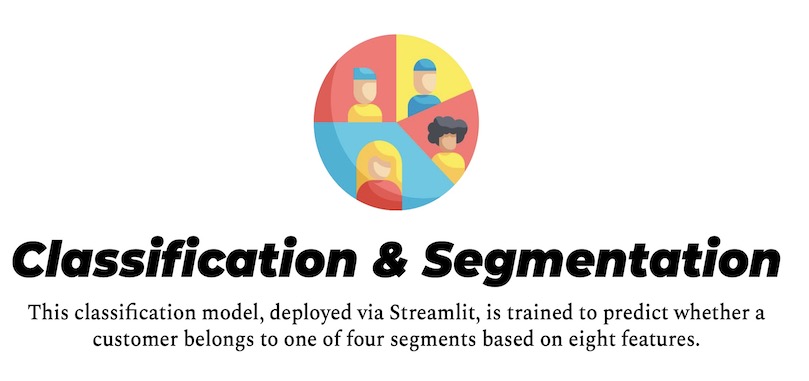 Classification & Segmentation
This classification model, deployed via Streamlit, is trained to predict whether a
customer belongs to one of four segments based on eight features.